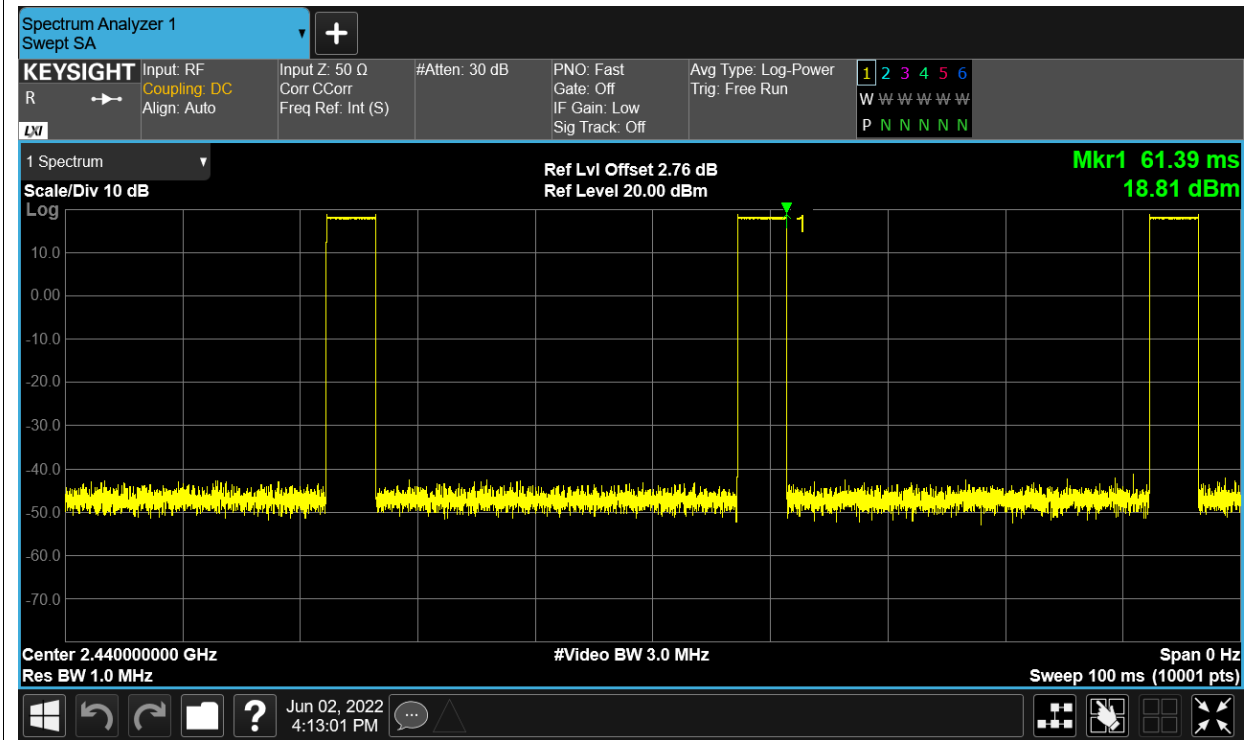 Spectrum Analyzer 1
Swept SA
+
KEYSIGHT Input: RF Input Z: 50 Ω #Atten: 30 dB PNO: Fast Avg Type: Log-Power 1 2 3 4 5 6
R Coupling: DC Corr CCorr Gate: Off Trig: Free Run W W W W W W
Align: Auto Freq Ref: Int (S) IF Gain: Low P N N N N N
LXI Sig Track: Off
1 Spectrum Ref Lvl Offset 2.76 dB Mkr1 61.39 ms
Scale/Div 10 dB Ref Level 20.00 dBm 18.81 dBm
Log
1
10.0
0.00
-10.0
-20.0
-30.0
-40.0
-50.0
-60.0
-70.0
Center 2.440000000 GHz #Video BW 3.0 MHz Span 0 Hz
Res BW 1.0 MHz Sweep 100 ms (10001 pts)
? Jun 02, 2022
4:13:01 PM